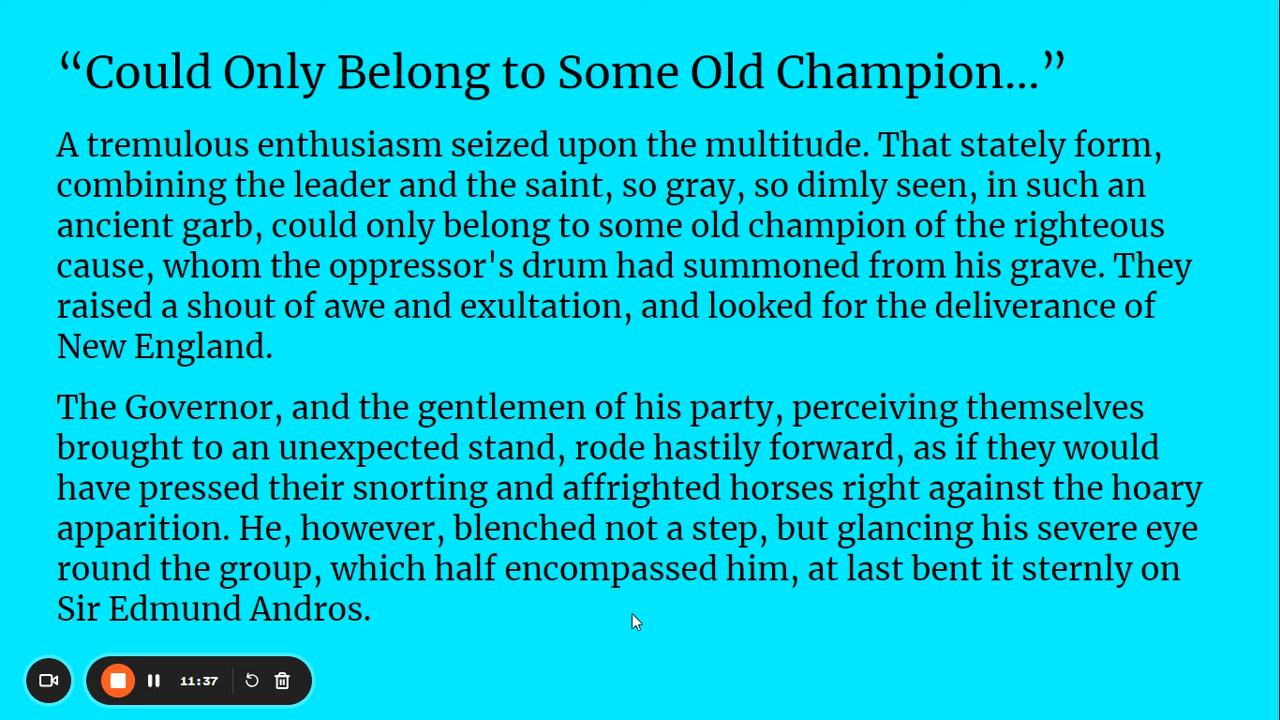 “Could Only Belong to Some Old Champion...”
A tremulous enthusiasm seized upon the multitude. That stately form,
combining the leader and the saint, so gray, so dimly seen, in such an
ancient garb, could only belong to some old champion of the righteous
cause, whom the oppressor's drum had summoned from his grave. They
raised a shout of awe and exultation, and looked for the deliverance of
New England.
The Governor, and the gentlemen of his party, perceiving themselves
brought to an unexpected stand, rode hastily forward, as if they would
have pressed their snorting and affrighted horses right against the hoary
apparition. He, however, blenched not a step, but glancing his severe eye
round the group, which half encompassed him, at last bent it sternly on
Sir Edmund Andros.
11:37